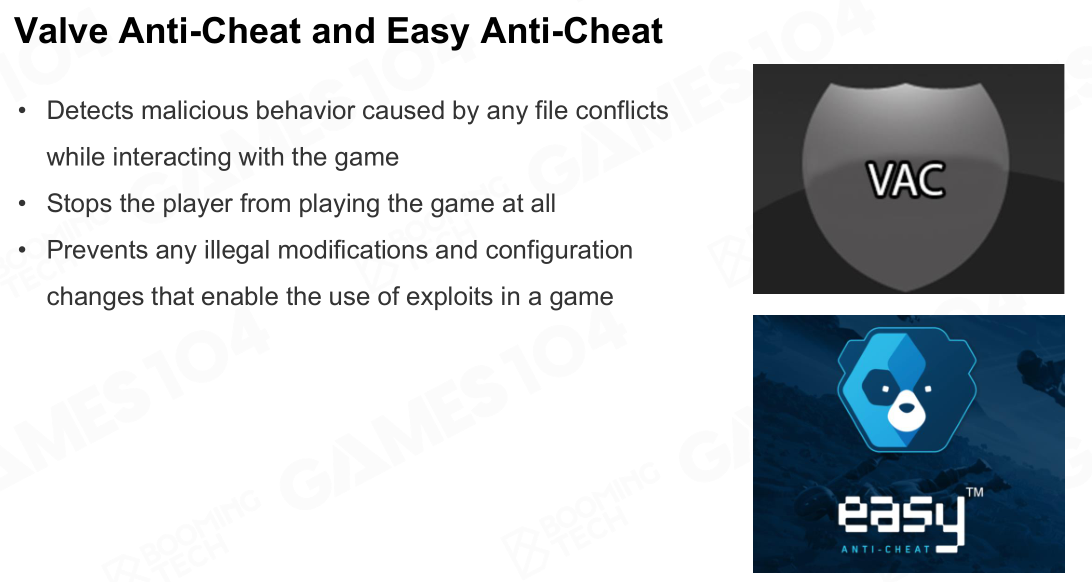 Valve Anti-Cheat and Easy Anti-Cheat
• Detects malicious behavior caused by any file conflicts
while interacting with the game
• Stops the player from playing the game at all
• Prevents any illegal modifications and configuration
changes that enable the use of exploits in a game
VAC
easy™
ANTI-CHEAT
GAMES104
BOOMING
TECH